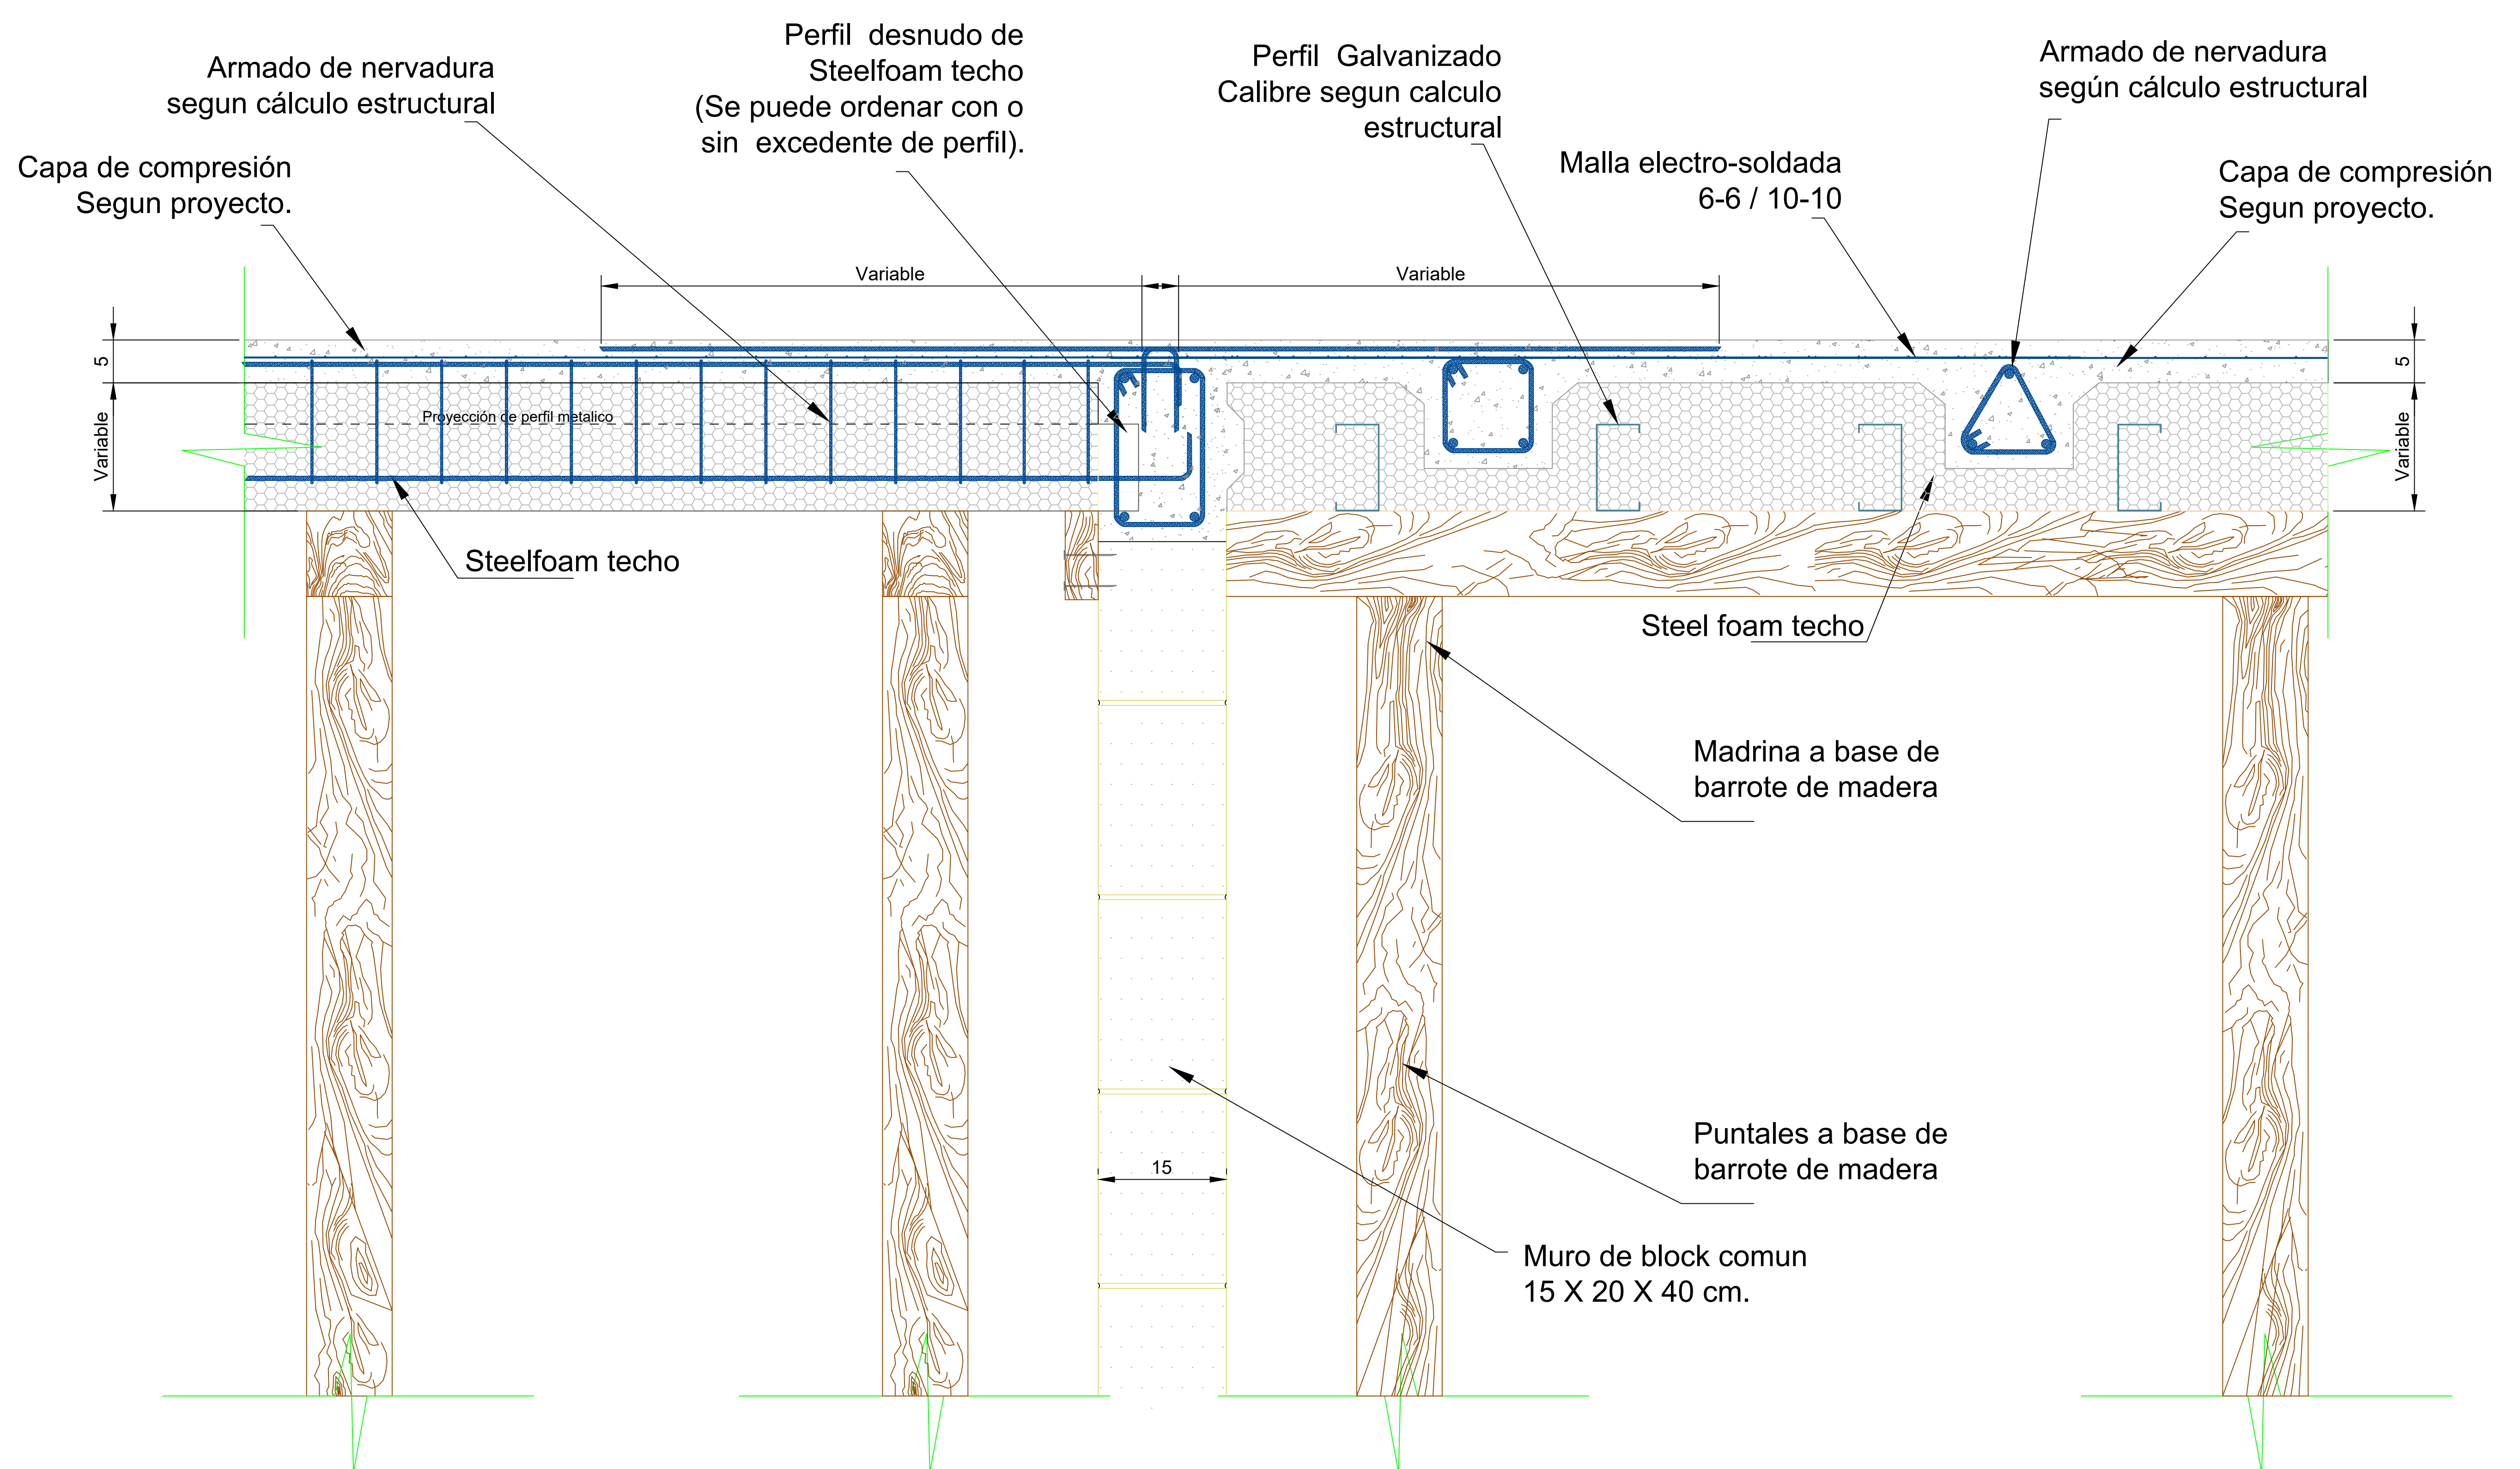 Armado de nervadura
segun cálculo estructural
Perfil  desnudo de
Steelfoam techo
(Se puede ordenar con o
sin  excedente de perfil).
Perfil  Galvanizado
Calibre segun calculo
estructural
Armado de nervadura
según cálculo estructural
Capa de compresión
Segun proyecto.
Malla electro-soldada
6-6 / 10-10
Capa de compresión
Segun proyecto.
Variable
Variable
5
5
Variable
Proyección de perfil metalico
Variable
Steelfoam techo
Steel foam techo
Madrina a base de
barrote de madera
Puntales a base de
barrote de madera
15
Muro de block comun
15 X 20 X 40 cm.